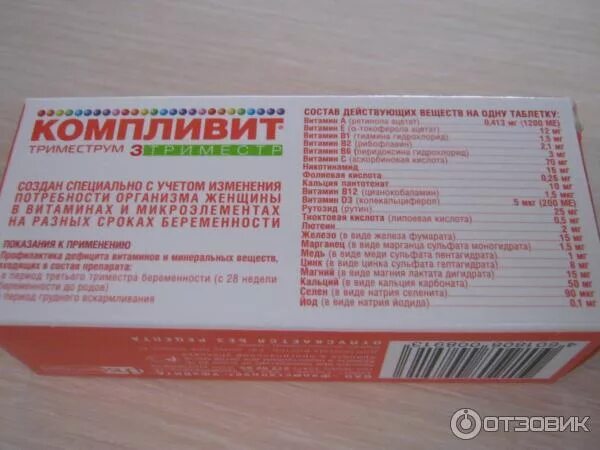 КОМПЛИВИТ®
ТРИМЕСТРУМ 3 ТРИМЕСТР
СОЗДАН СПЕЦИАЛЬНО С УЧЕТОМ ИЗМЕНЕНИЯ
ПОТРЕБНОСТИ ОРГАНИЗМА ЖЕНЩИНЫ
В ВИТАМИНАХ И МИКРОЭЛЕМЕНТАХ
НА РАЗНЫХ СРОКАХ БЕРЕМЕННОСТИ
ПОКАЗАНИЯ К ПРИМЕНЕНИЮ
Профилактика дефицита витаминов и минеральных веществ,
входящих в состав препарата:
в период третьего триместра беременности (с 28 недели
беременности до родов)
период грудного вскармливания
СОСТАВ ДЕЙСТВУЮЩИХ ВЕЩЕСТВ НА ОДНУ ТАБЛЕТКУ:
Витамин А (ретинола ацетат) 0,413 мг (1200 МЕ)
Витамин Е (α-токоферола ацетат) 12 мг
Витамин В1 (тиамина гидрохлорид) 1,5 мг
Витамин В2 (рибофлавин) 2,1 мг
Витамин В6 (пиридоксина гидрохлорид) 3 мг
Витамин С (аскорбиновая кислота) 70 мг
Никотинамид 15 мг
Фолиевая кислота 0,25 мг
Кальция пантотенат 10 мг
Витамин В12 (цианокобаламин) 1,5 мкг
Витамин D3 (колекальциферол) 5 мкг (200 МЕ)
Рутозид (рутин) 25 мг
Тиоктовая кислота (липоевая кислота) 0,5 мг
Лютеин 2 мг
Железо (в виде железа фумарата) 15 мг
Марганец (в виде марганца сульфата моногидрата) 1,5 мг
Медь (в виде меди сульфата пентагидрата) 1 мг
Цинк (в виде цинка сульфата гептагидрата) 6 мг
Магний (в виде магния лактата дигидрата) 15 мг
Кальций (в виде кальция карбоната) 50 мг
Селен (в виде натрия селенита) 90 мкг
Йод (в виде натрия йодида) 0,1 мг
ОТПУСКАЕТСЯ БЕЗ РЕЦЕПТА
4 601808 008913
ОТЗОВИК